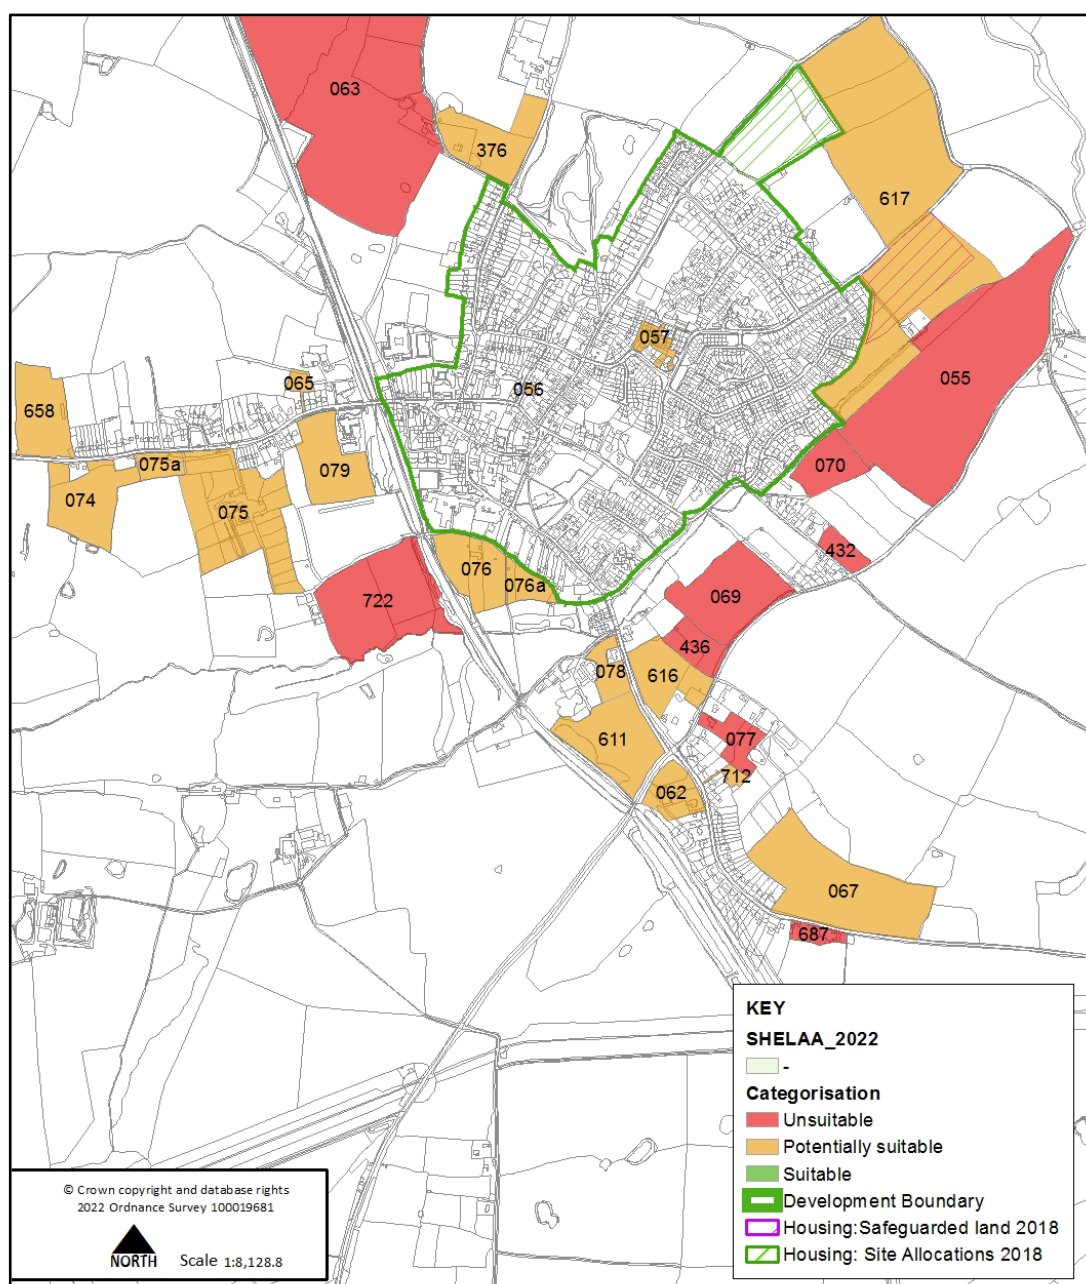 063
376
617
057
065
056
055
658
075a
070
079
074
075
432
076
076a
722
069
436
078
616
611
077
712
062
067
687
KEY
SHELAA_2022
-
Categorisation
Unsuitable
Potentially suitable
Suitable
Development Boundary
Housing:Safeguarded land 2018
Housing: Site Allocations 2018
© Crown copyright and database rights
2022 Ordnance Survey 100019681
NORTH Scale 1:8,128.8